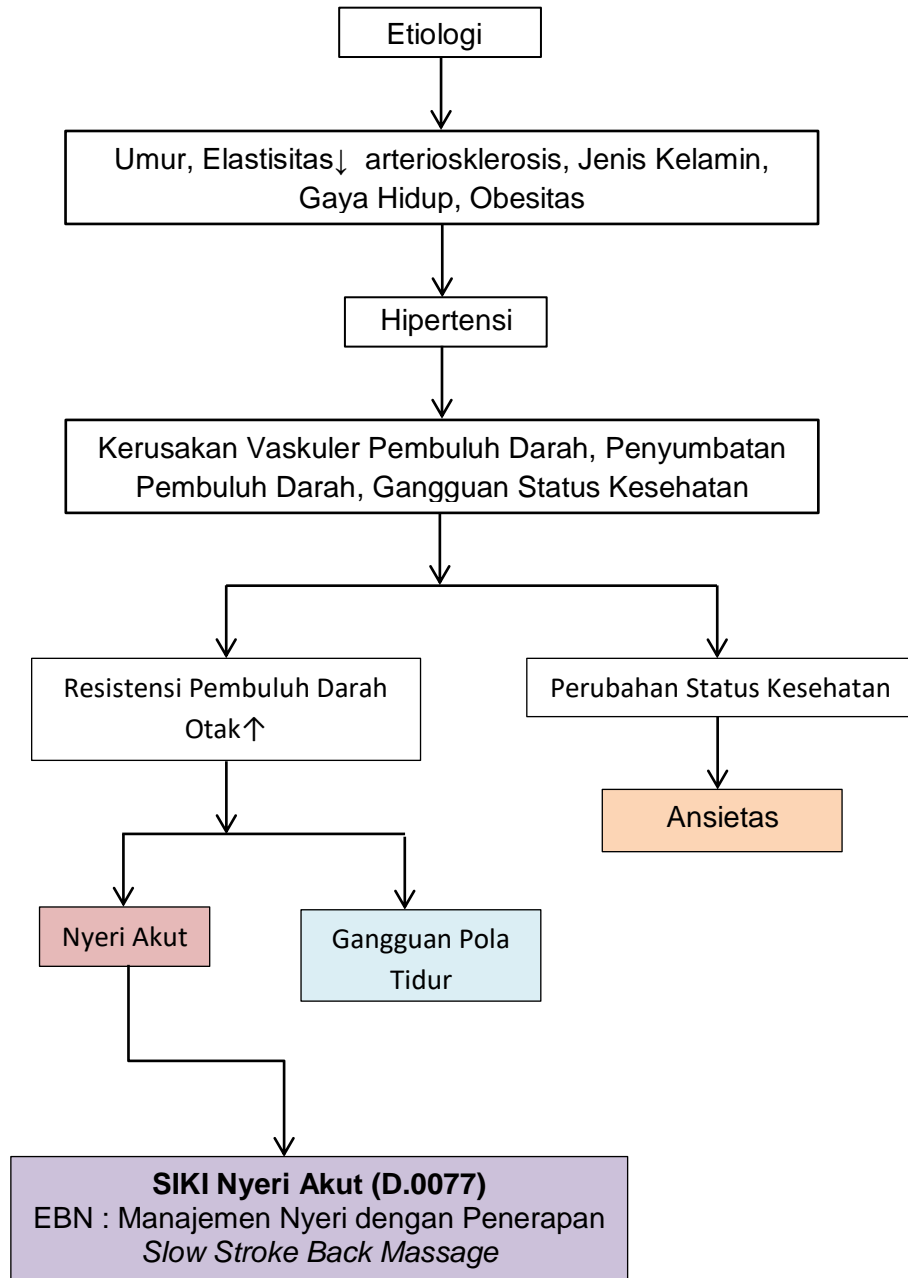 Etiologi
Umur, Elastisitas↓ arteriosklerosis, Jenis Kelamin,
Gaya Hidup, Obesitas
Hipertensi
Kerusakan Vaskuler Pembuluh Darah, Penyumbatan
Pembuluh Darah, Gangguan Status Kesehatan
Resistensi Pembuluh Darah
Otak↑
Perubahan Status Kesehatan
Ansietas
Nyeri Akut
Gangguan Pola
Tidur
SIKI Nyeri Akut (D.0077)
EBN : Manajemen Nyeri dengan Penerapan
Slow Stroke Back Massage